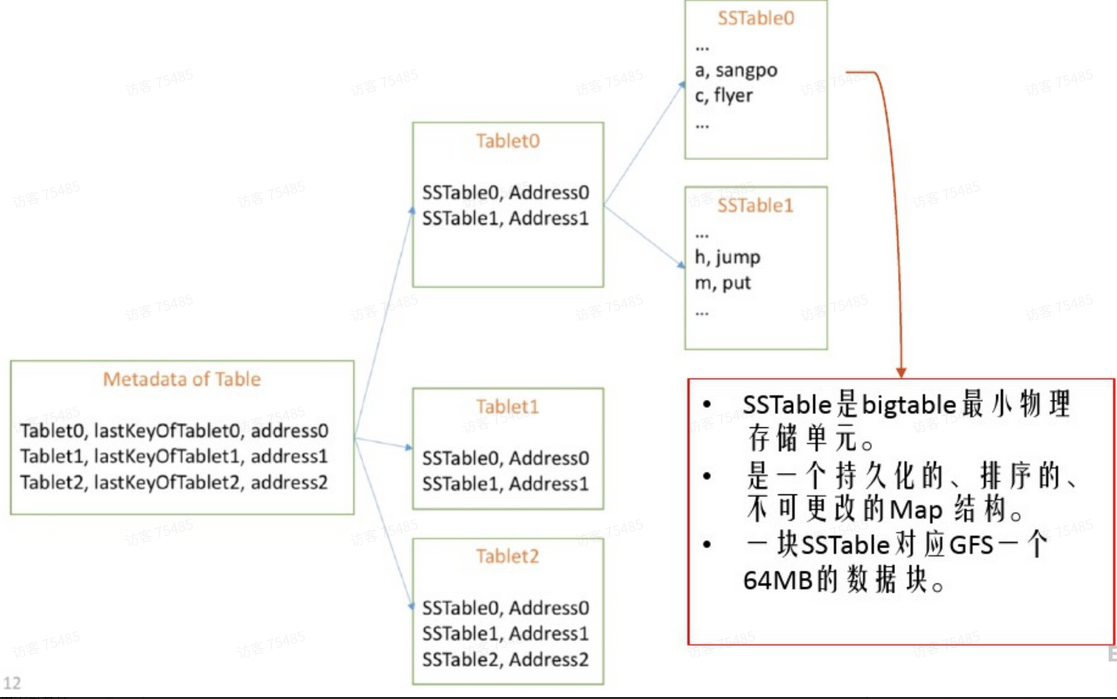 SSTable0
...
a, sangpo
c, flyer
...
Tablet0
SSTable0, Address0
SSTable1, Address1
SSTable1
...
h, jump
m, put
...
Metadata of Table
Tablet0, lastKeyOfTablet0, address0
Tablet1, lastKeyOfTablet1, address1
Tablet2, lastKeyOfTablet2, address2
Tablet1
SSTable0, Address0
SSTable1, Address1
Tablet2
SSTable0, Address0
SSTable1, Address1
SSTable2, Address2
• SSTable是bigtable最小物理
存储单元。
• 是一个持久化的、排序的、
不可更改的Map 结构。
• 一块SSTable对应GFS一个
64MB的数据块。
12
访客 75485